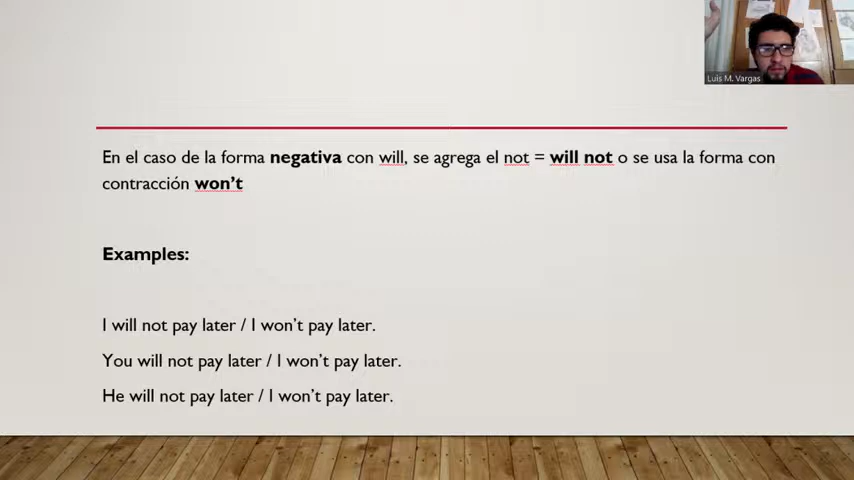 Luis M. Vargas
En el caso de la forma negativa con will, se agrega el not = will not o se usa la forma con
contracción won't
Examples:
I will not pay later / I won't pay later.
You will not pay later / I won't pay later.
He will not pay later / I won't pay later.